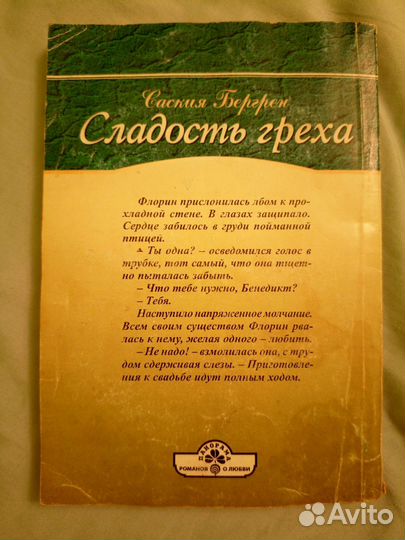 Саския Бергрен
Сладость греха
Флорин прислонилась лбом к про-
хладной стене. В глазах защипало.
Сердце забилось в груди пойманной
птицей.
– Ты одна? – осведомился голос в
трубке, тот самый, что она тщет-
но пыталась забыть.
– Что тебе нужно, Бенедикт?
– Тебя.
Наступило напряженное молчание.
Всем своим существом Флорин рва-
лась к нему, желая одного – любить.
– Не надо! – взмолилась она, с тру-
дом сдерживая слезы. – Приготовле-
ния к свадьбе идут полным ходом.
ПАНОРАМА
РОМАНОВ О ЛЮБВИ
Avito